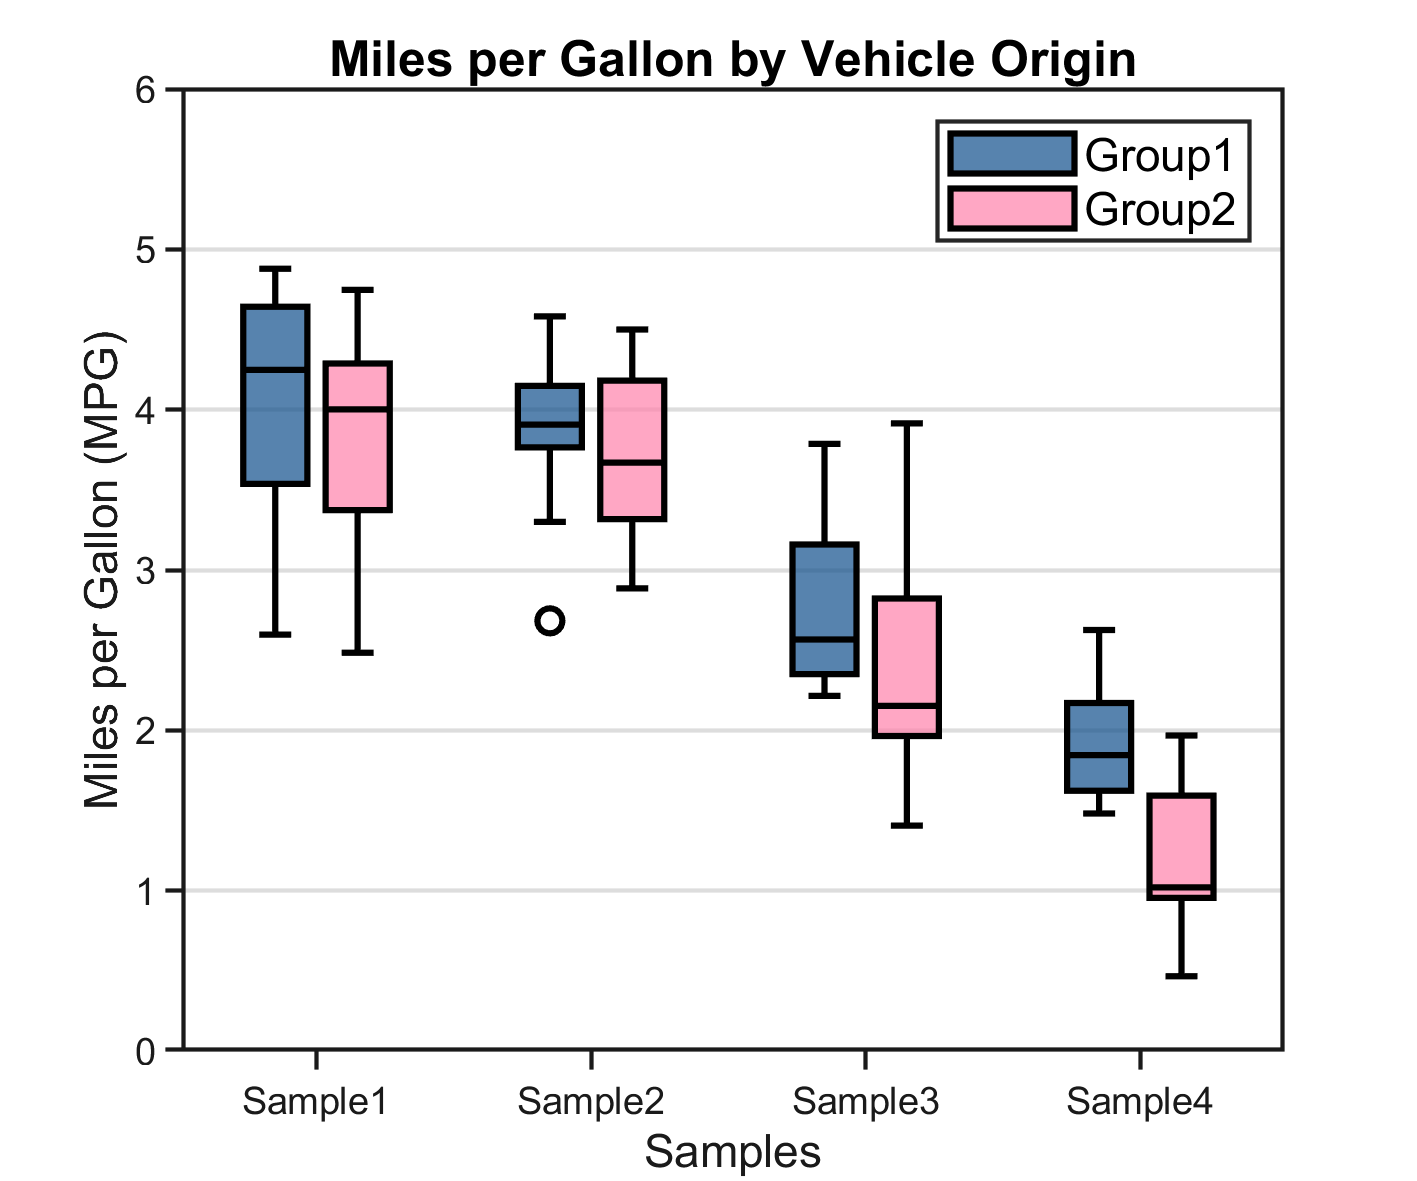 Miles per Gallon by Vehicle Origin
Group1
Group2
Miles per Gallon (MPG)
6
5
4
3
2
1
0
Sample1 Sample2 Sample3 Sample4
Samples